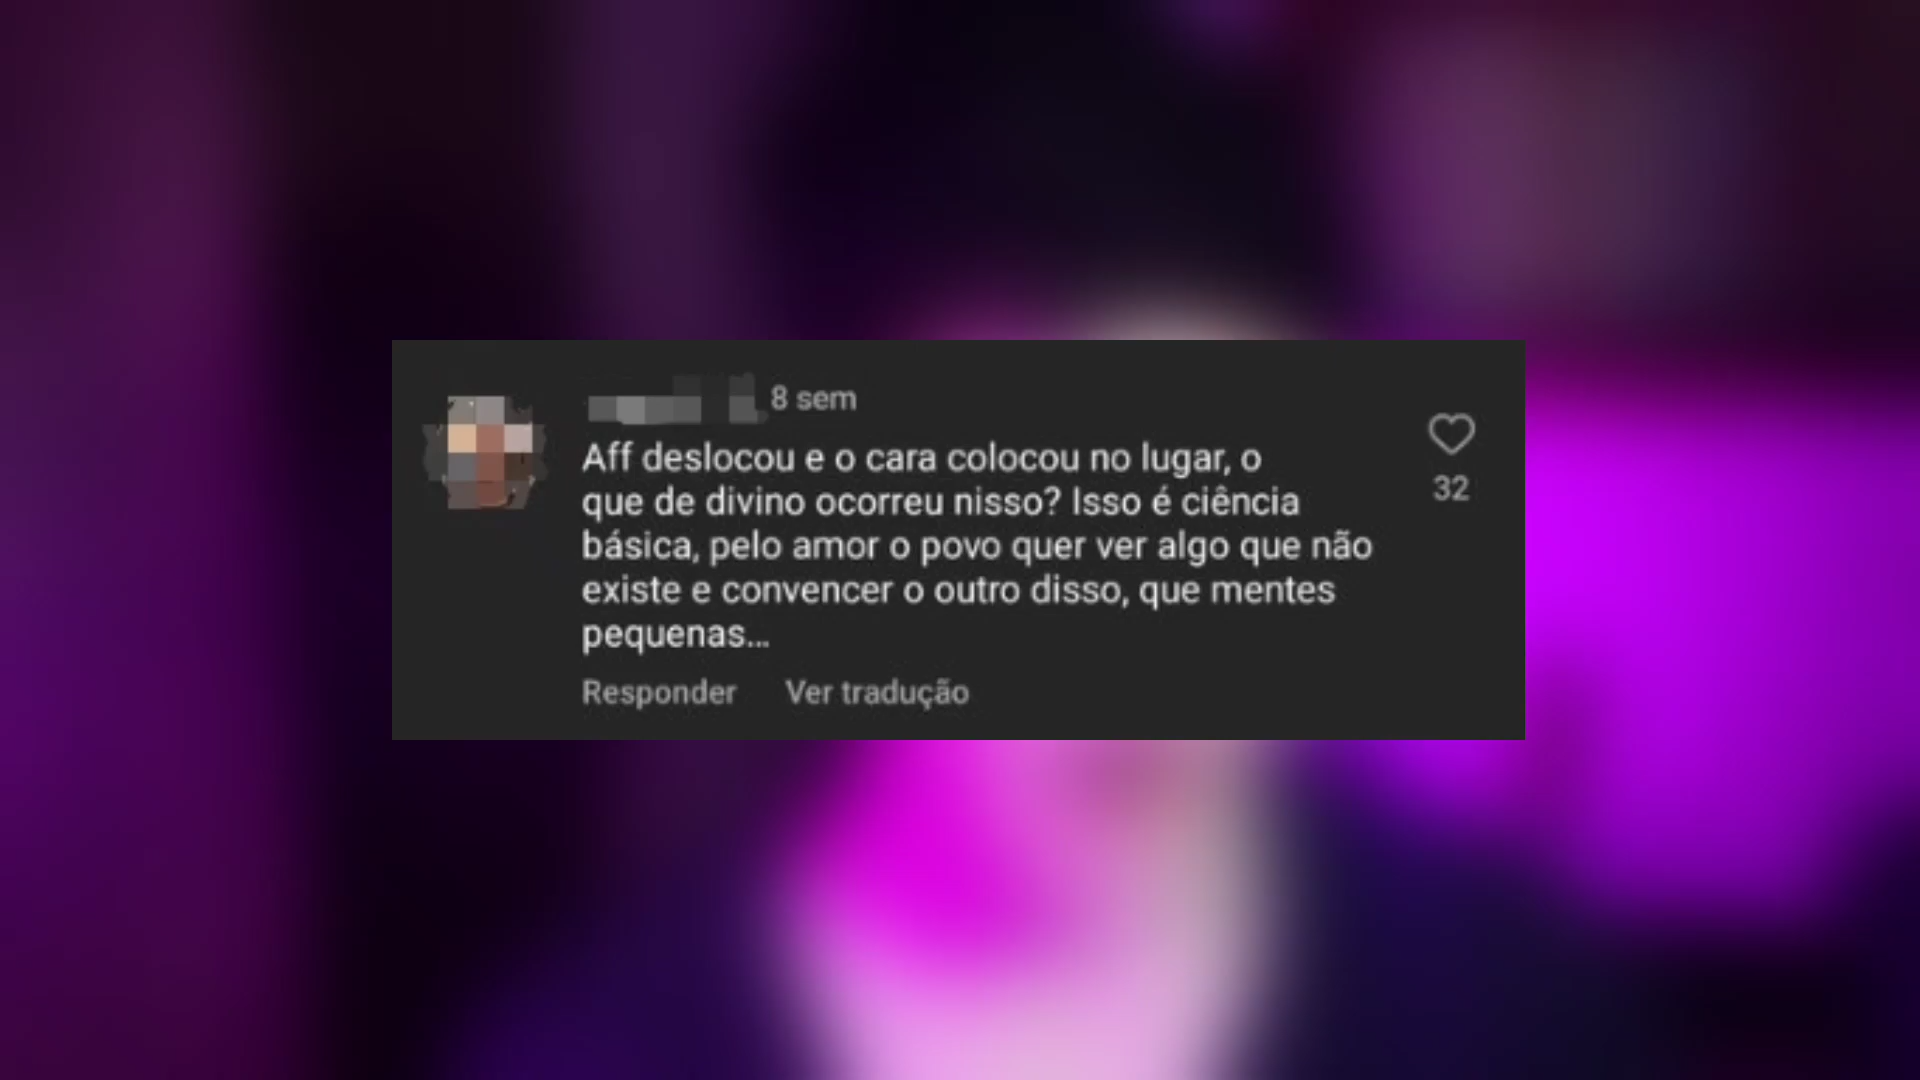 8 sem
Aff deslocou e o cara colocou no lugar, o
que de divino ocorreu nisso? Isso é ciência
básica, pelo amor o povo quer ver algo que não
existe e convencer o outro disso, que mentes
pequenas...
32
Responder Ver tradução